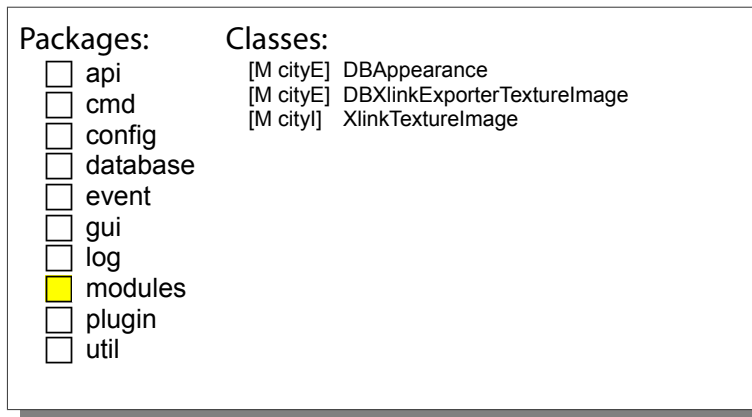 Packages:
api
cmd
config
database
event
gui
log
modules
plugin
util
Classes:
[M cityE] DBAppearance
[M cityE] DBXlinkExporterTextureImage
[M cityI] XlinkTextureImage